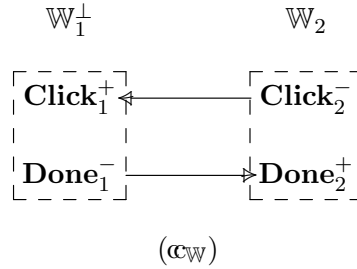 𝕎₁^⊥ 𝕎₂
Click₁⁺ Click₂⁻
Done₁⁻ Done₂⁺
(𝕔𝕔_𝕎)